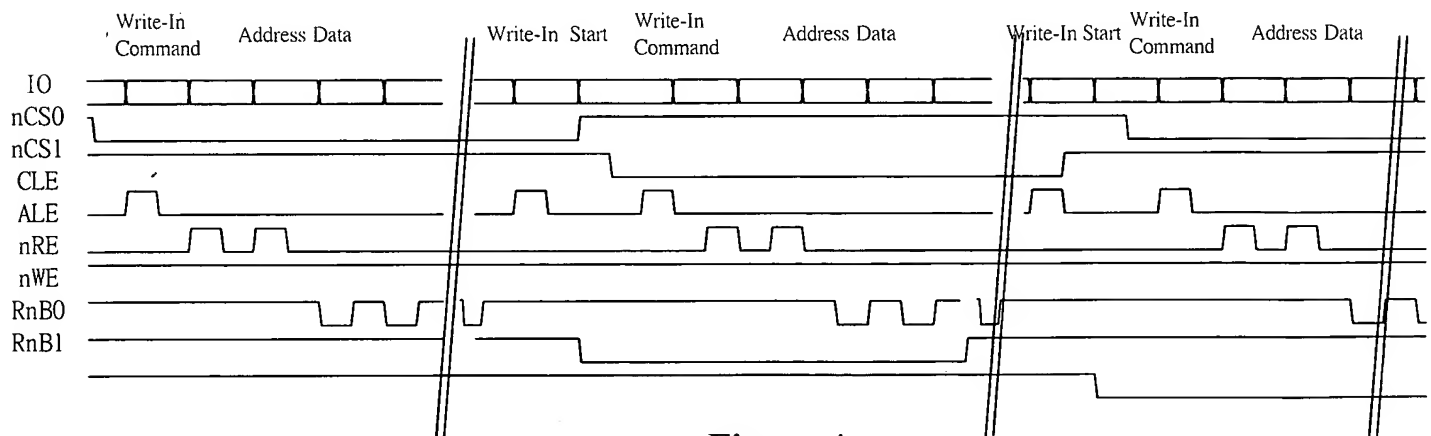 Write-In
Command
Address Data
Write-In Start
Write-In
Command
Address Data
Write-In Start
Write-In
Command
Address Data
IO
nCS0
nCS1
CLE
ALE
nRE
nWE
RnB0
RnB1